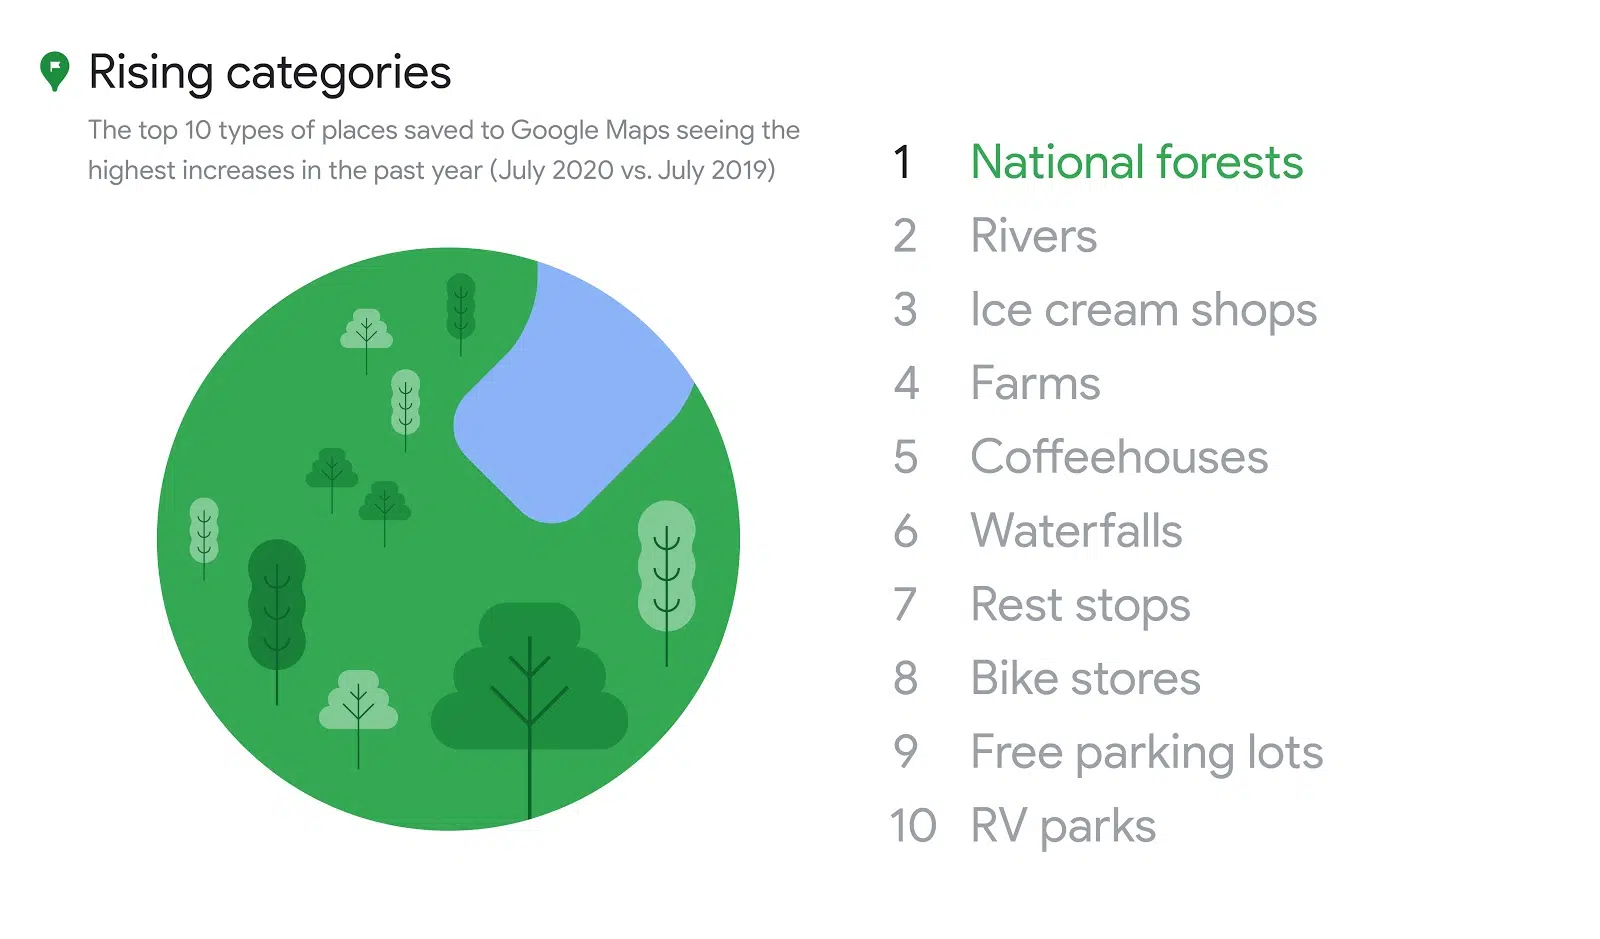 Rising categories
The top 10 types of places saved to Google Maps seeing the
highest increases in the past year (July 2020 vs. July 2019)
1 National forests
2 Rivers
3 Ice cream shops
4 Farms
5 Coffeehouses
6 Waterfalls
7 Rest stops
8 Bike stores
9 Free parking lots
10 RV parks